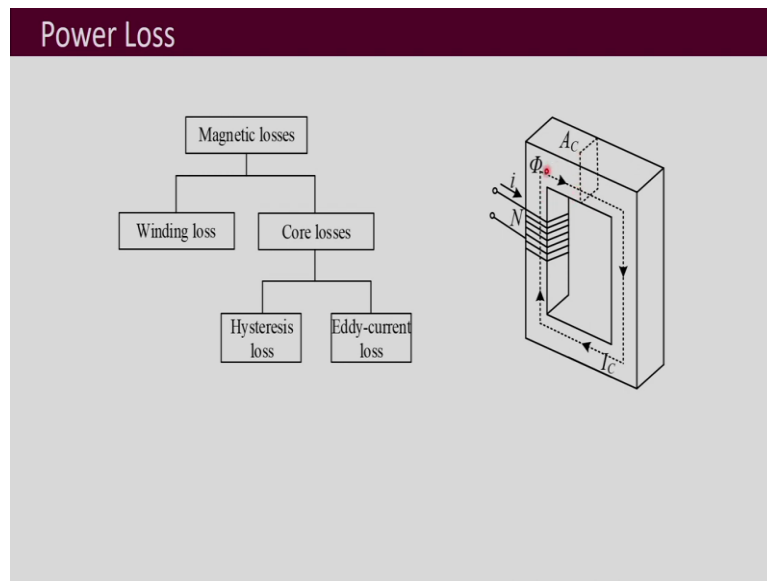 Power Loss
Magnetic losses
Winding loss
Core losses
Hysteresis
loss
Eddy-current
loss
A_C
Φ
i
N
l_C